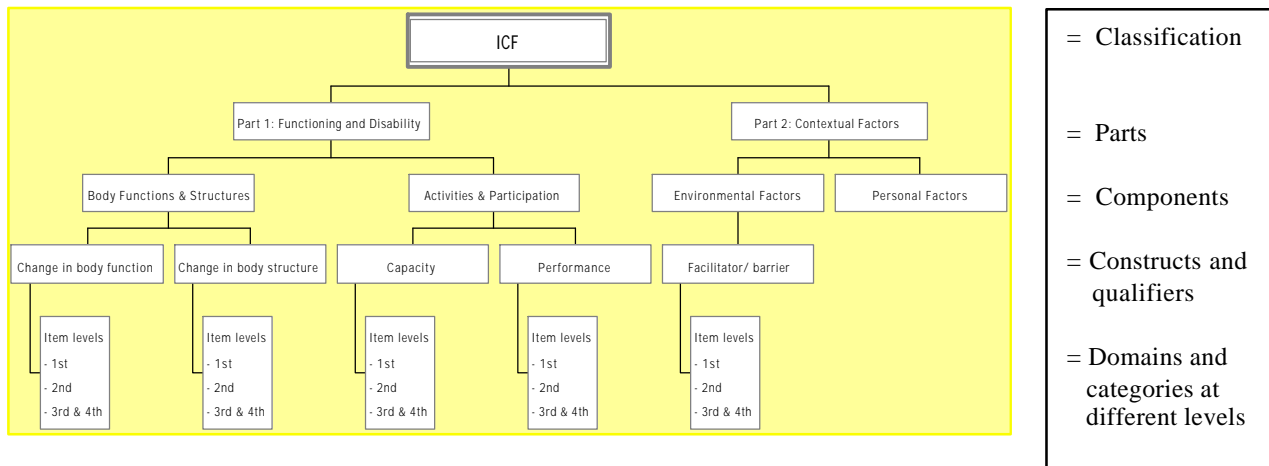 ICF
= Classification
Part 1: Functioning and Disability
Part 2: Contextual Factors
= Parts
Body Functions & Structures
Activities & Participation
Environmental Factors
Personal Factors
= Components
Change in body function
Change in body structure
Capacity
Performance
Facilitator/ barrier
= Constructs and
qualifiers
Item levels
- 1st
- 2nd
- 3rd & 4th
Item levels
- 1st
- 2nd
- 3rd & 4th
Item levels
- 1st
- 2nd
- 3rd & 4th
Item levels
- 1st
- 2nd
- 3rd & 4th
Item levels
- 1st
- 2nd
- 3rd & 4th
= Domains and
categories at
different levels